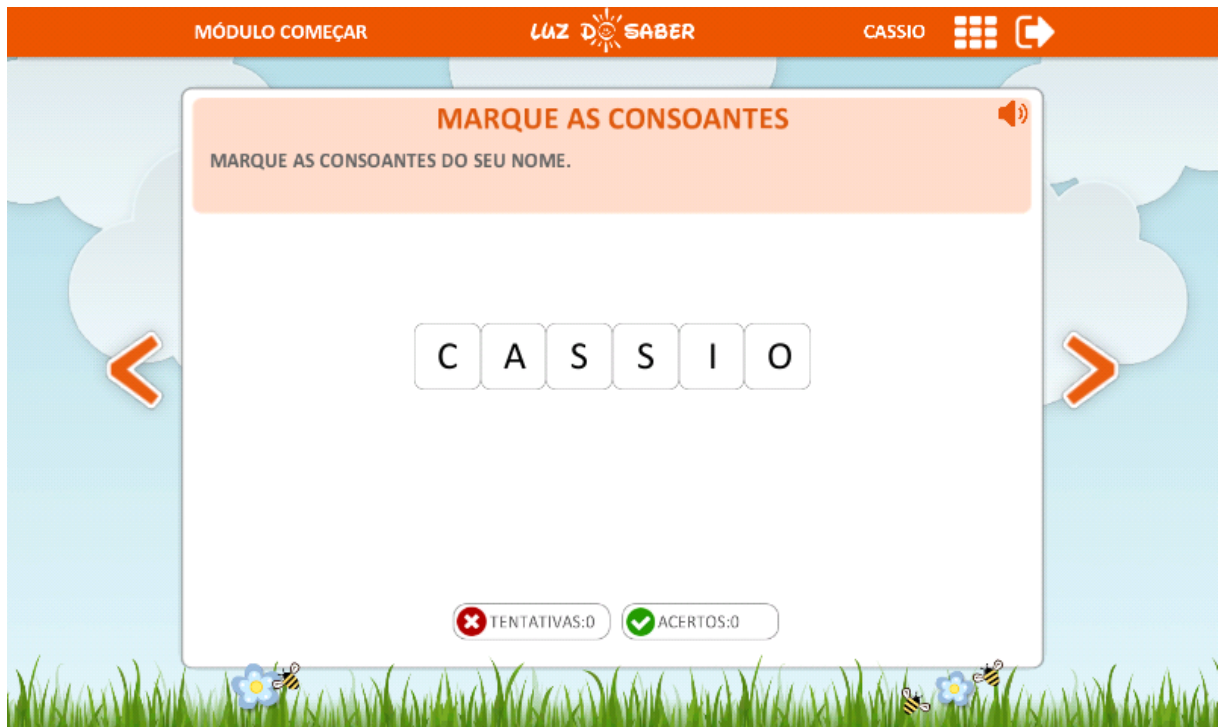 MÓDULO COMEÇAR LUZ DO SABER CASSIO
MARQUE AS CONSOANTES
MARQUE AS CONSOANTES DO SEU NOME.
C A S S I O
TENTATIVAS:0 ACERTOS:0